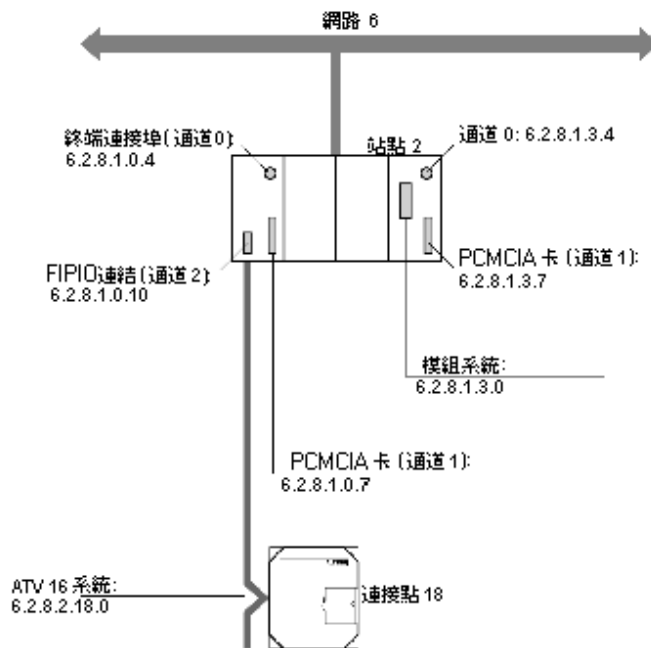 網路 6
終端連接埠(通道0):
6.2.8.1.0.4
站點 2
通道 0: 6.2.8.1.3.4
FIPIO連結(通道 2):
6.2.8.1.0.10
PCMCIA 卡 (通道 1):
6.2.8.1.3.7
模組系統:
6.2.8.1.3.0
PCMCIA 卡 (通道 1):
6.2.8.1.0.7
ATV 16 系統:
6.2.8.2.18.0
連接點 18